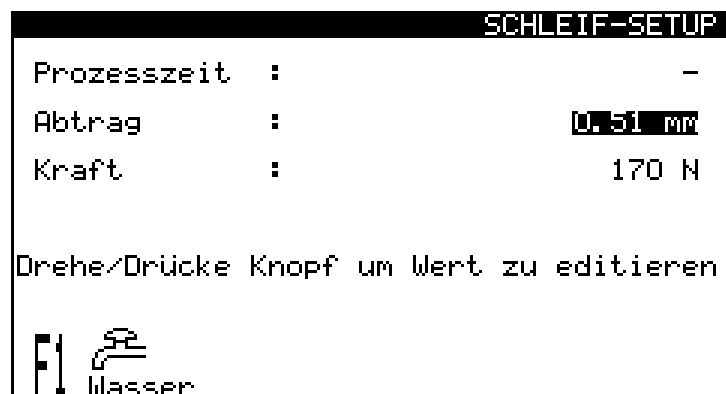 SCHLEIF-SETUP
Prozesszeit : -
Abtrag : 0.51 mm
Kraft : 170 N
Drehe/Drücke Knopf um Wert zu editieren
F1 Wasser